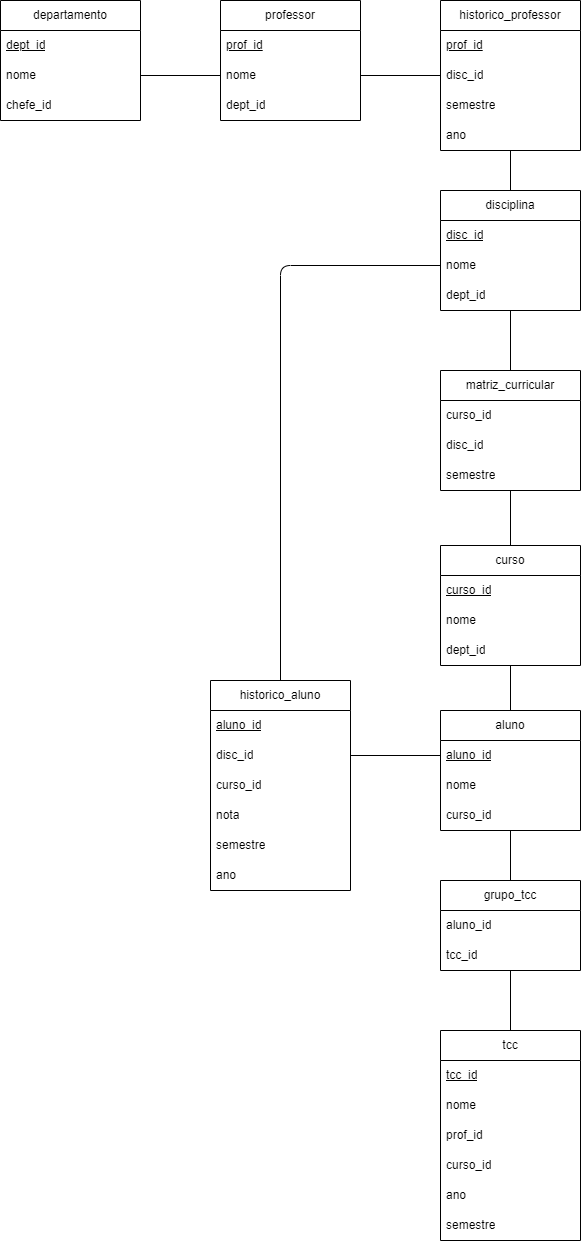 departamento
dept_id
nome
chefe_id
professor
prof_id
nome
dept_id
historico_professor
prof_id
disc_id
semestre
ano
disciplina
disc_id
nome
dept_id
matriz_curricular
curso_id
disc_id
semestre
curso
curso_id
nome
dept_id
historico_aluno
aluno_id
disc_id
curso_id
nota
semestre
ano
aluno
aluno_id
nome
curso_id
grupo_tcc
aluno_id
tcc_id
tcc
tcc_id
nome
prof_id
curso_id
ano
semestre